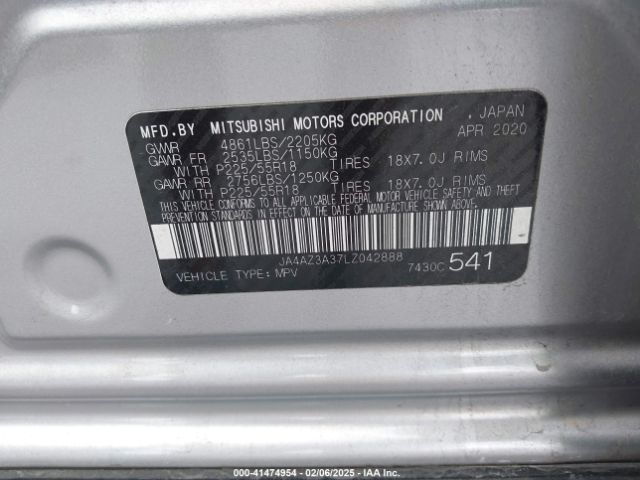 MFD.BY MITSUBISHI MOTORS CORPORATION , JAPAN
GVWR 4861LBS/2205KG APR 2020
GAWR FR 2535LBS/1150KG
WITH P225/55R18 TIRES 18X7.0J RIMS
GAWR RR 2756LBS/1250KG
WITH P225/55R18 TIRES 18X7.0J RIMS
THIS VEHICLE CONFORMS TO ALL APPLICABLE FEDERAL MOTOR VEHICLE SAFETY AND THEFT
PREVENTION STANDARDS IN EFFECT ON THE DATE OF MANUFACTURE SHOWN ABOVE.
JA4AZ3A37LZ042888
VEHICLE TYPE: MPV 7430C 541
000-41474954 - 02/06/2025 - IAA Inc.